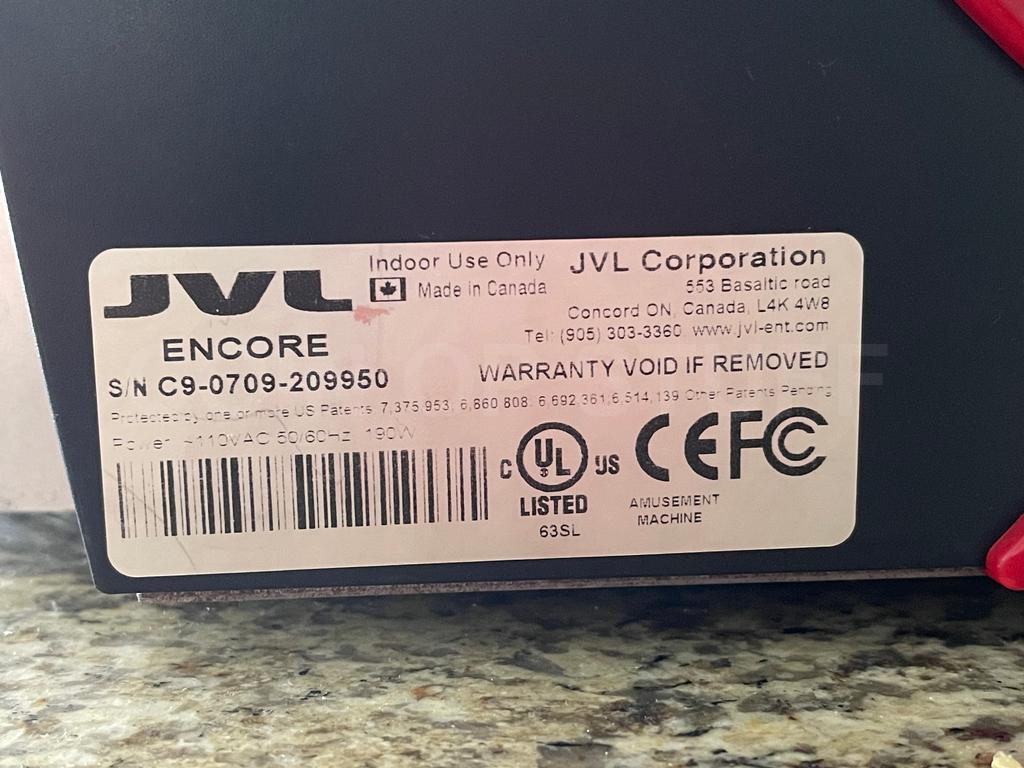 JVL
ENCORE
S/N C9-0709-209950
Indoor Use Only
Made in Canada
JVL Corporation
553 Basaltic road
Concord ON, Canada, L4K 4W8
Tel: (905) 303-3360 www.jvl-ent.com
WARRANTY VOID IF REMOVED
Protected by one or more US Patents 7,375,953, 6,860,808, 6,692,361,6,514,139 Other Patents Pending
Power ~110VAC 50/60Hz, 190W
C UL US
LISTED
63SL
CE FC
AMUSEMENT
MACHINE